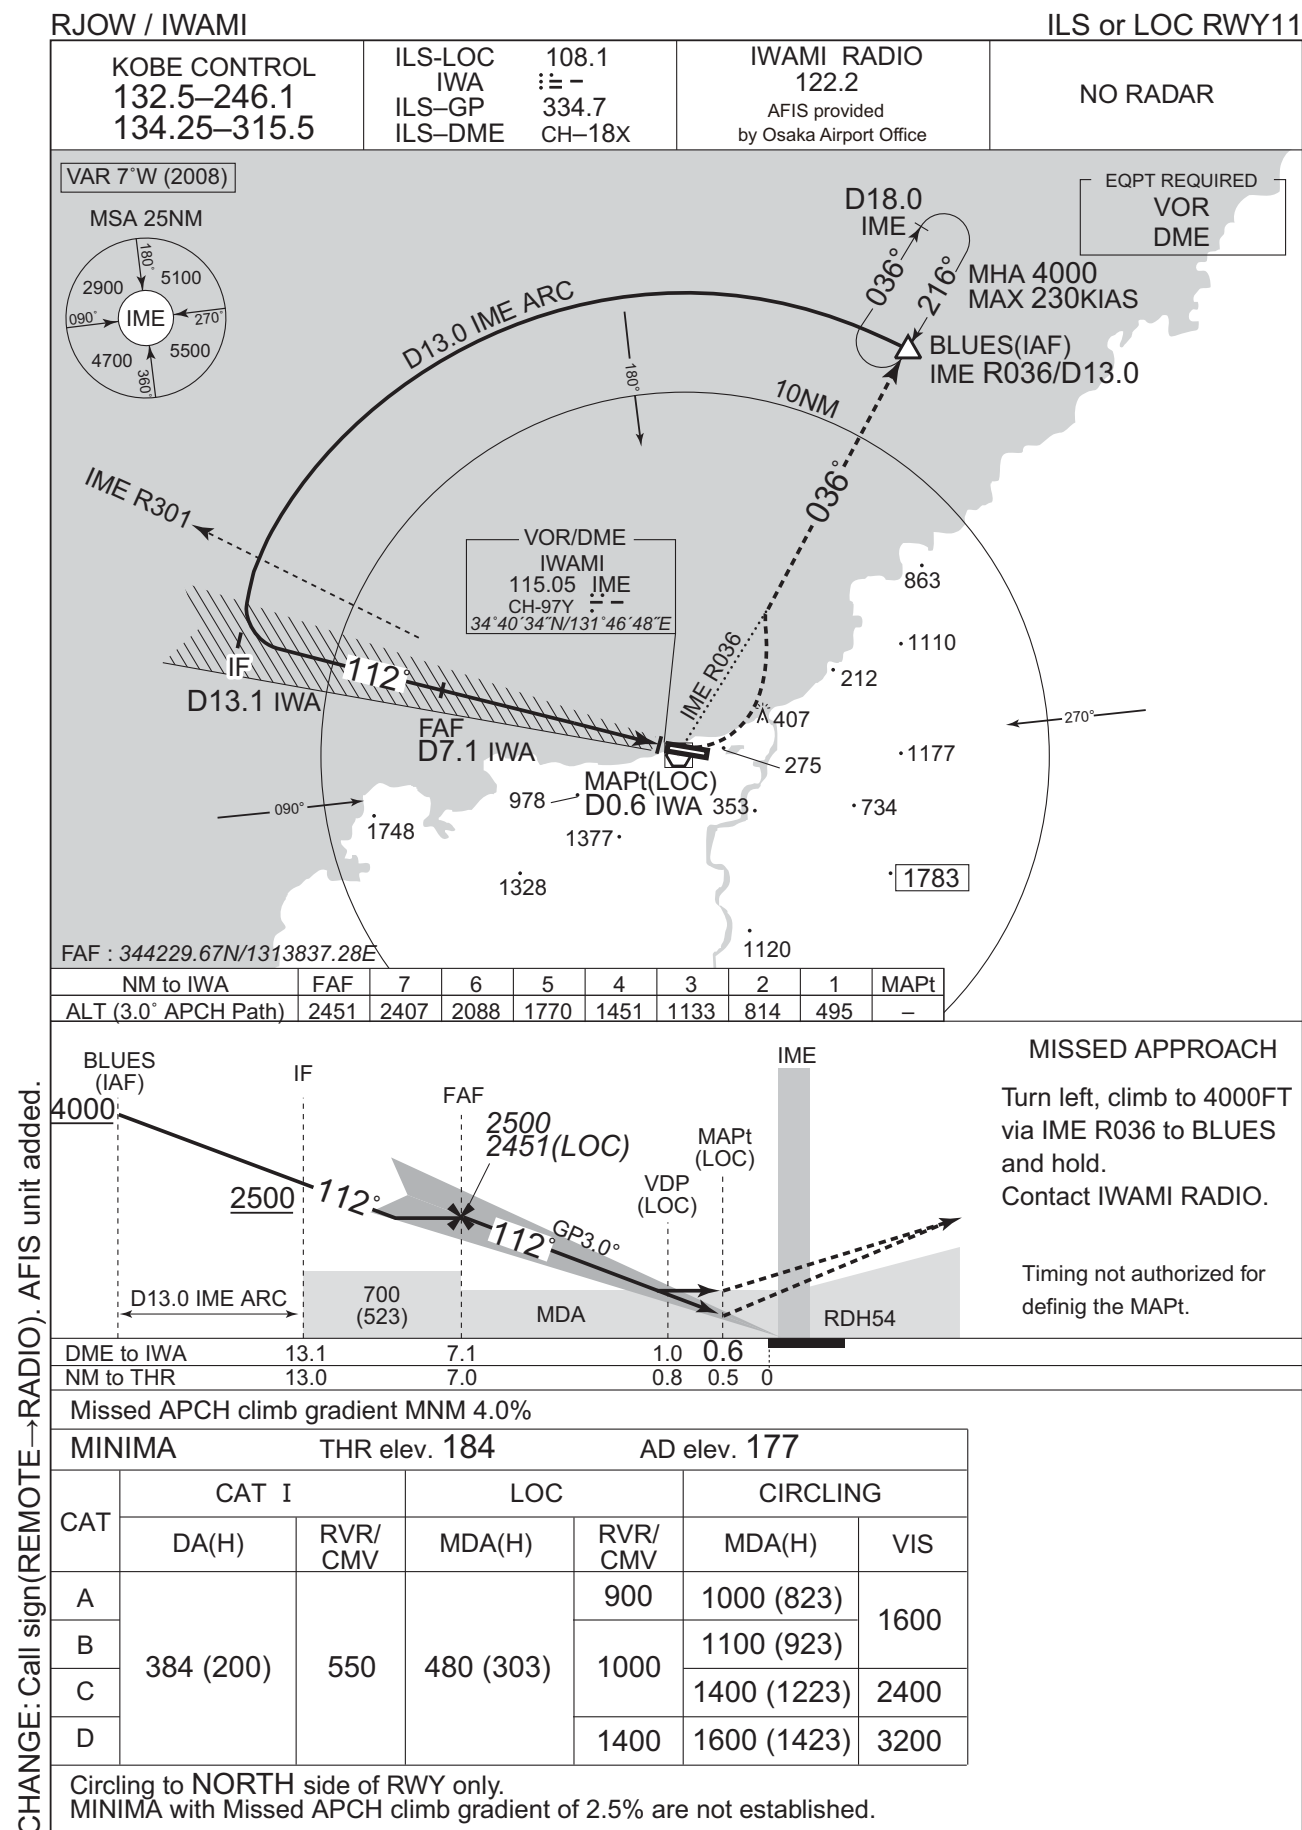 RJOW / IWAMI
ILS or LOC RWY11
KOBE CONTROL
132.5–246.1
134.25–315.5
ILS-LOC 108.1
IWA
ILS–GP 334.7
ILS–DME CH–18X
IWAMI RADIO
122.2
AFIS provided
by Osaka Airport Office
NO RADAR
VAR 7°W (2008)
MSA 25NM
180°
2900
5100
090°
IME
270°
4700
5500
360°
EQPT REQUIRED
VOR
DME
D18.0
IME
036°
216°
MHA 4000
MAX 230KIAS
BLUES(IAF)
IME R036/D13.0
D13.0 IME ARC
180°
10NM
036°
IME R301
VOR/DME
IWAMI
115.05 IME
CH-97Y
34°40´34˝N/131°46´48˝E
863
1110
212
IME R036
407
270°
IF
112°
D13.1 IWA
FAF
D7.1 IWA
275
1177
MAPt(LOC)
D0.6 IWA
978
353
734
090°
1748
1377
1328
1783
1120
FAF : 344229.67N/1313837.28E
NM to IWA FAF 7 6 5 4 3 2 1 MAPt
ALT (3.0° APCH Path) 2451 2407 2088 1770 1451 1133 814 495 –
BLUES
(IAF)
4000
IF
2500
112°
FAF
2500
2451(LOC)
112°
GP3.0°
VDP
(LOC)
MAPt
(LOC)
IME
D13.0 IME ARC
700
(523)
MDA
RDH54
MISSED APPROACH
Turn left, climb to 4000FT
via IME R036 to BLUES
and hold.
Contact IWAMI RADIO.
Timing not authorized for
definig the MAPt.
DME to IWA 13.1 7.1 1.0 0.6
NM to THR 13.0 7.0 0.8 0.5 0
Missed APCH climb gradient MNM 4.0%
MINIMA THR elev. 184 AD elev. 177
CAT CAT I LOC CIRCLING
DA(H) RVR/CMV MDA(H) RVR/CMV MDA(H) VIS
A 384 (200) 550 480 (303) 900 1000 (823) 1600
B 1000 1100 (923)
C 1400 (1223) 2400
D 1400 1600 (1423) 3200
Circling to NORTH side of RWY only.
MINIMA with Missed APCH climb gradient of 2.5% are not established.
CHANGE: Call sign(REMOTE→RADIO). AFIS unit added.